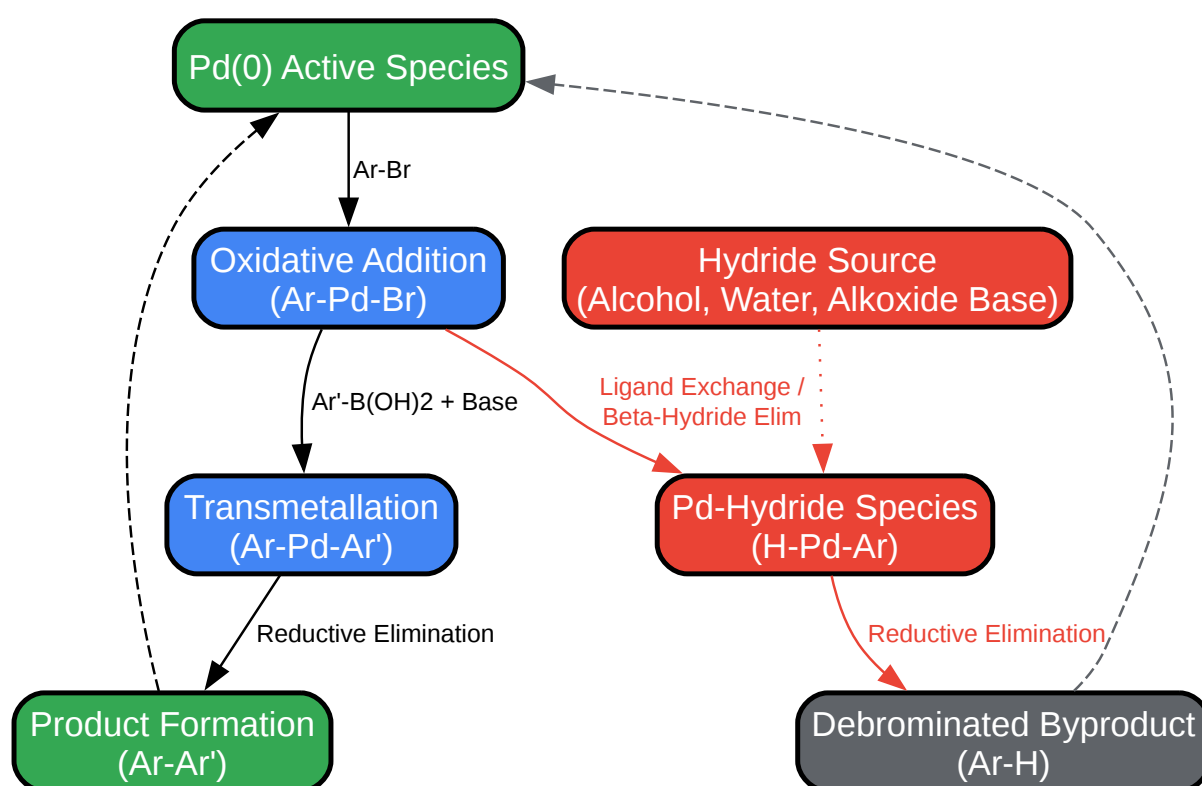 Pd(0) Active Species
Ar-Br
Oxidative Addition
(Ar-Pd-Br)
Hydride Source
(Alcohol, Water, Alkoxide Base)
Ar'-B(OH)2 + Base
Ligand Exchange /
Beta-Hydride Elim
Transmetallation
(Ar-Pd-Ar')
Pd-Hydride Species
(H-Pd-Ar)
Reductive Elimination
Reductive Elimination
Product Formation
(Ar-Ar')
Debrominated Byproduct
(Ar-H)